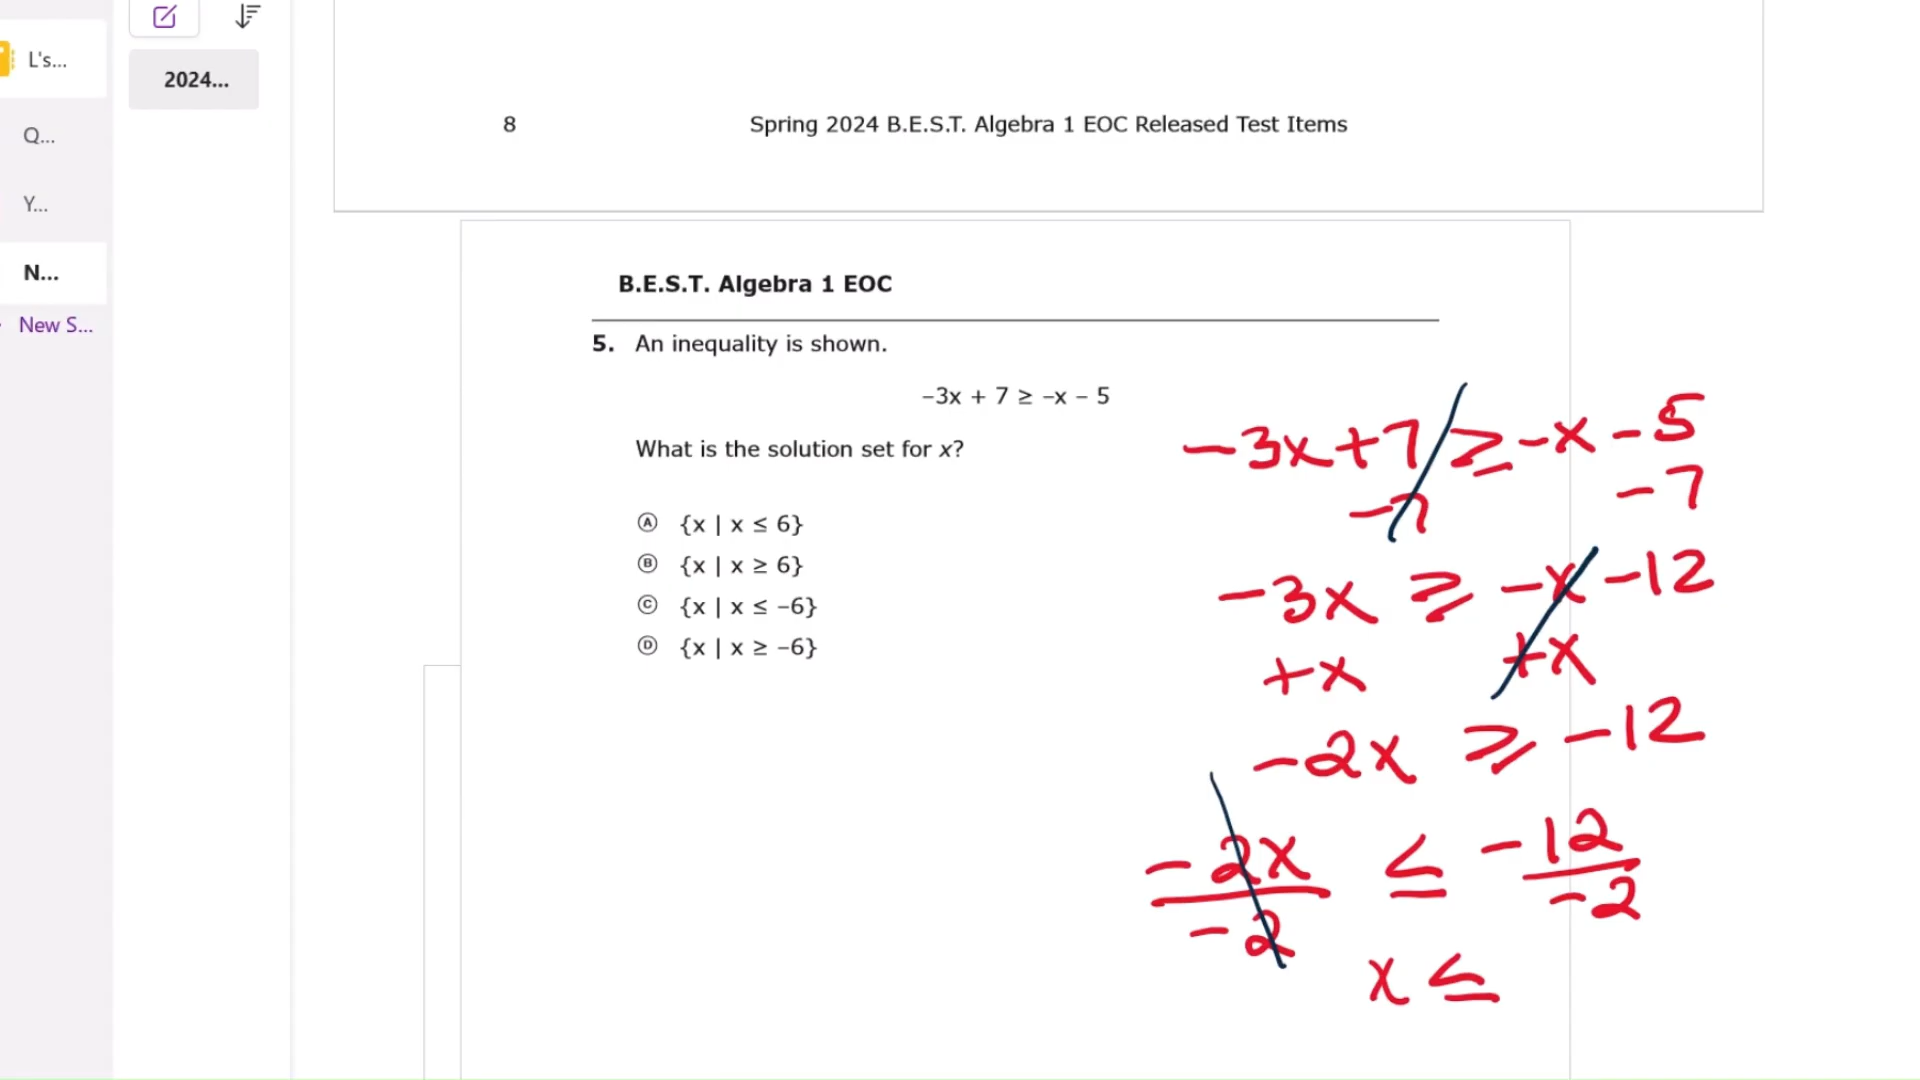 L's...
2024...
Q...
Y...
N...
New S...
8 Spring 2024 B.E.S.T. Algebra 1 EOC Released Test Items
B.E.S.T. Algebra 1 EOC
5. An inequality is shown.
−3x + 7 ≥ −x − 5
What is the solution set for x?
Ⓐ {x | x ≤ 6}
Ⓑ {x | x ≥ 6}
Ⓒ {x | x ≤ −6}
Ⓓ {x | x ≥ −6}
−3x+7 ≥ −x−5
−7 −7
−3x ≥ −x −12
+x +x
−2x ≥ −12
−2x ≤ −12
−2 −2
x ≤